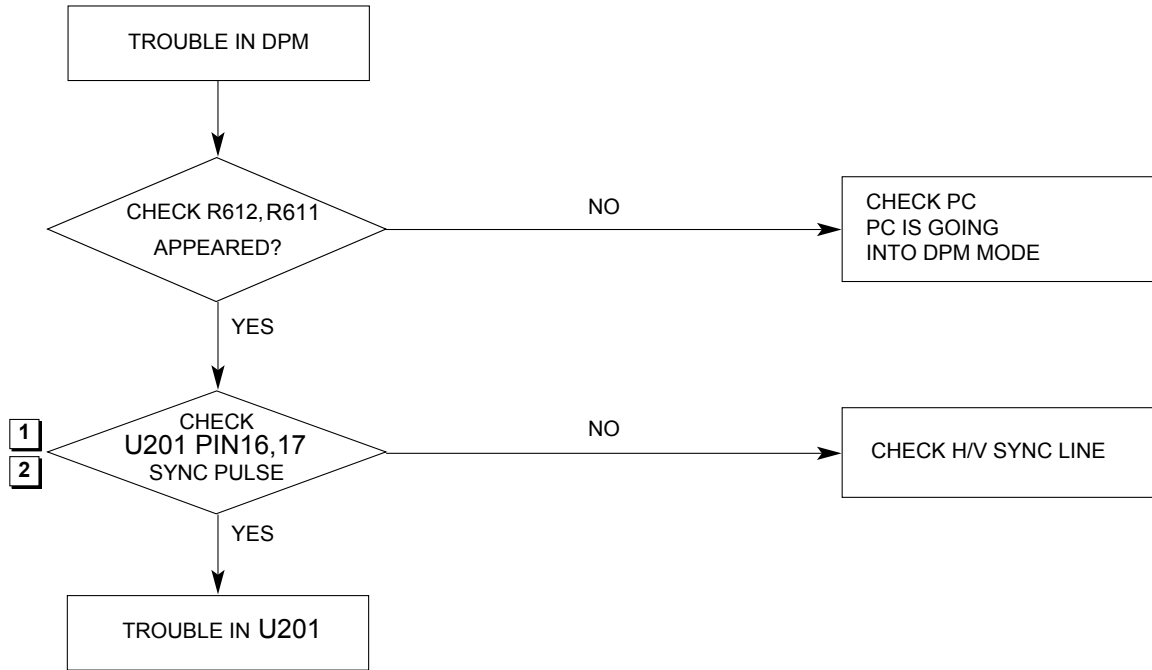 TROUBLE IN DPM
CHECK R612, R611
APPEARED?
NO
CHECK PC
PC IS GOING
INTO DPM MODE
YES
1
2
CHECK
U201 PIN16,17
SYNC PULSE
NO
CHECK H/V SYNC LINE
YES
TROUBLE IN U201